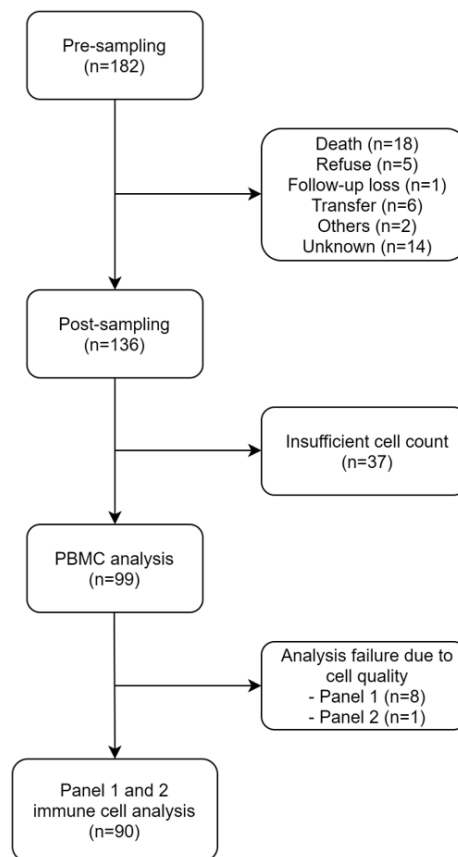 Pre-sampling
(n=182)
Death (n=18)
Refuse (n=5)
Follow-up loss (n=1)
Transfer (n=6)
Others (n=2)
Unknown (n=14)
Post-sampling
(n=136)
Insufficient cell count
(n=37)
PBMC analysis
(n=99)
Analysis failure due to
cell quality
- Panel 1 (n=8)
- Panel 2 (n=1)
Panel 1 and 2
immune cell analysis
(n=90)